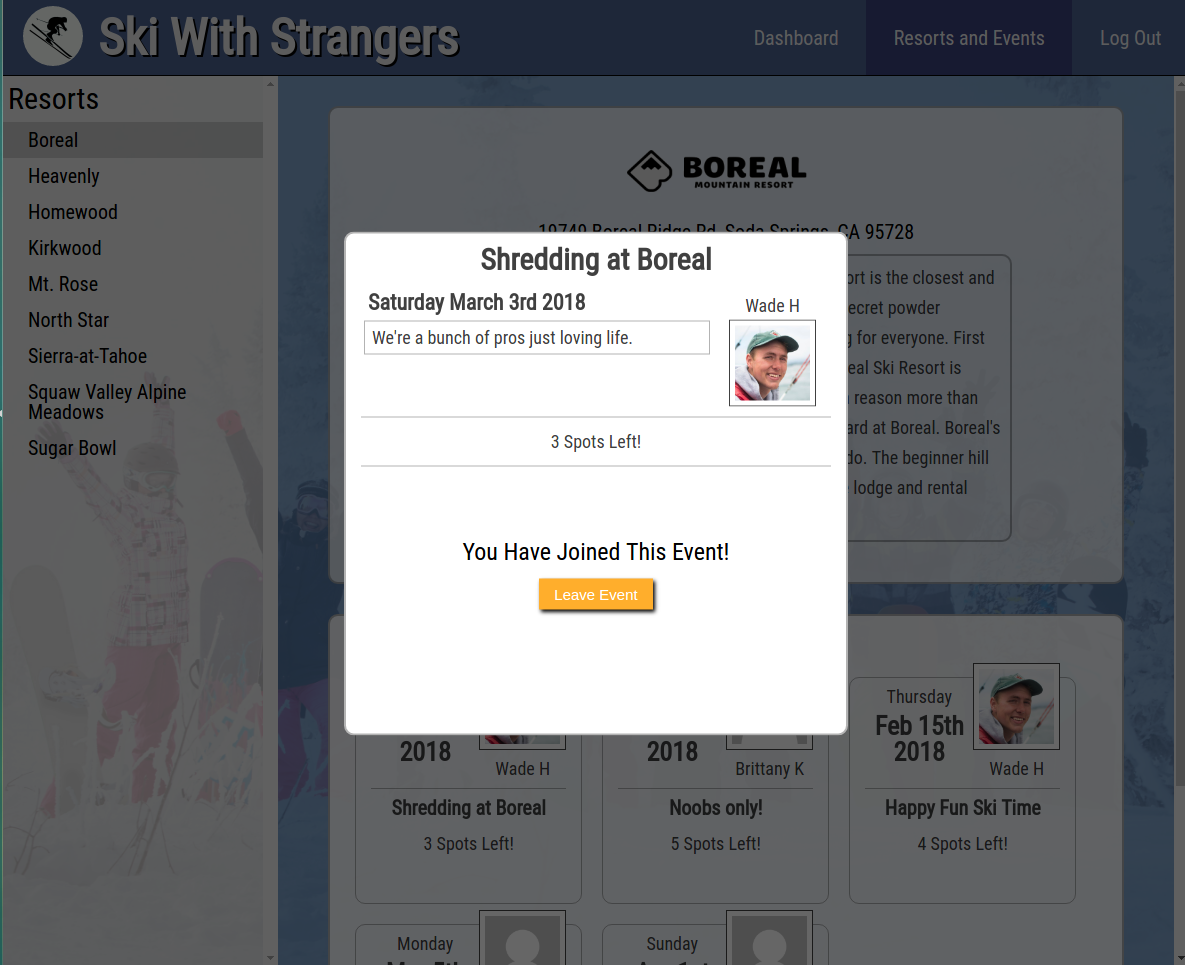 Ski With Strangers
Dashboard
Resorts and Events
Log Out
Resorts
Boreal
Heavenly
Homewood
Kirkwood
Mt. Rose
North Star
Sierra-at-Tahoe
Squaw Valley Alpine
Meadows
Sugar Bowl
BOREAL
MOUNTAIN RESORT
19749 Boreal Ridge Rd, Soda Springs, CA 95728
is the closest and
powder
for everyone. First
Ski Resort is
reason more than
at Boreal. Boreal's
do. The beginner hill
lodge and rental
Shredding at Boreal
Saturday March 3rd 2018
We're a bunch of pros just loving life.
Wade H
3 Spots Left!
You Have Joined This Event!
Leave Event
2018
Wade H
Shredding at Boreal
3 Spots Left!
2018
Brittany K
Noobs only!
5 Spots Left!
Thursday
Feb 15th
2018
Wade H
Happy Fun Ski Time
4 Spots Left!
Monday
Sunday